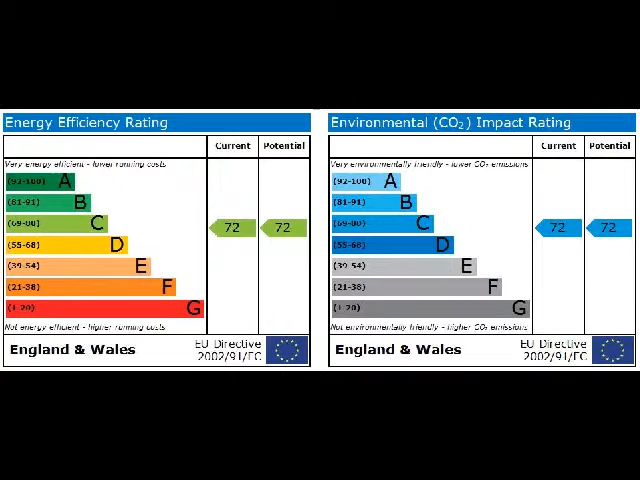 Energy Efficiency Rating
Current Potential
Very energy efficient - lower running costs
(92-100) A
(81-91) B
(69-80) C
72 72
(55-68) D
(39-54) E
(21-38) F
(1-20) G
Not energy efficient - higher running costs
England & Wales
EU Directive
2002/91/EC
Environmental (CO₂) Impact Rating
Current Potential
Very environmentally friendly - lower CO₂ emissions
(92-100) A
(81-91) B
(69-80) C
72 72
(55-68) D
(39-54) E
(21-38) F
(1-20) G
Not environmentally friendly - higher CO₂ emissions
England & Wales
EU Directive
2002/91/EC